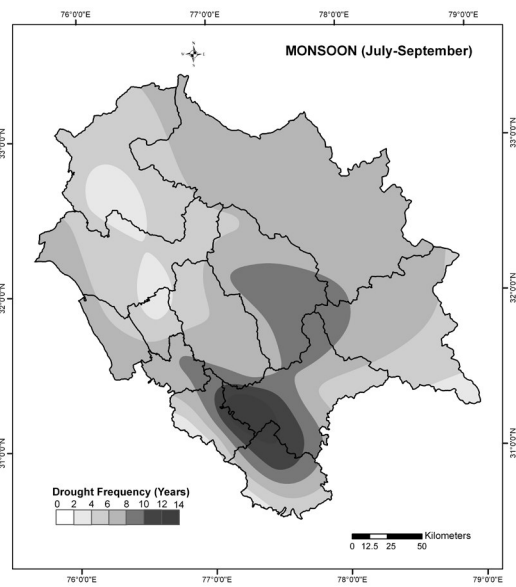 76°0'0"E 77°0'0"E 78°0'0"E 79°0'0"E
MONSOON (July-September)
33°0'0"N 33°0'0"N
32°0'0"N 32°0'0"N
31°0'0"N 31°0'0"N
Drought Frequency (Years)
0 2 4 6 8 10 12 14
Kilometers
0 12.5 25 50
76°0'0"E 77°0'0"E 78°0'0"E 79°0'0"E